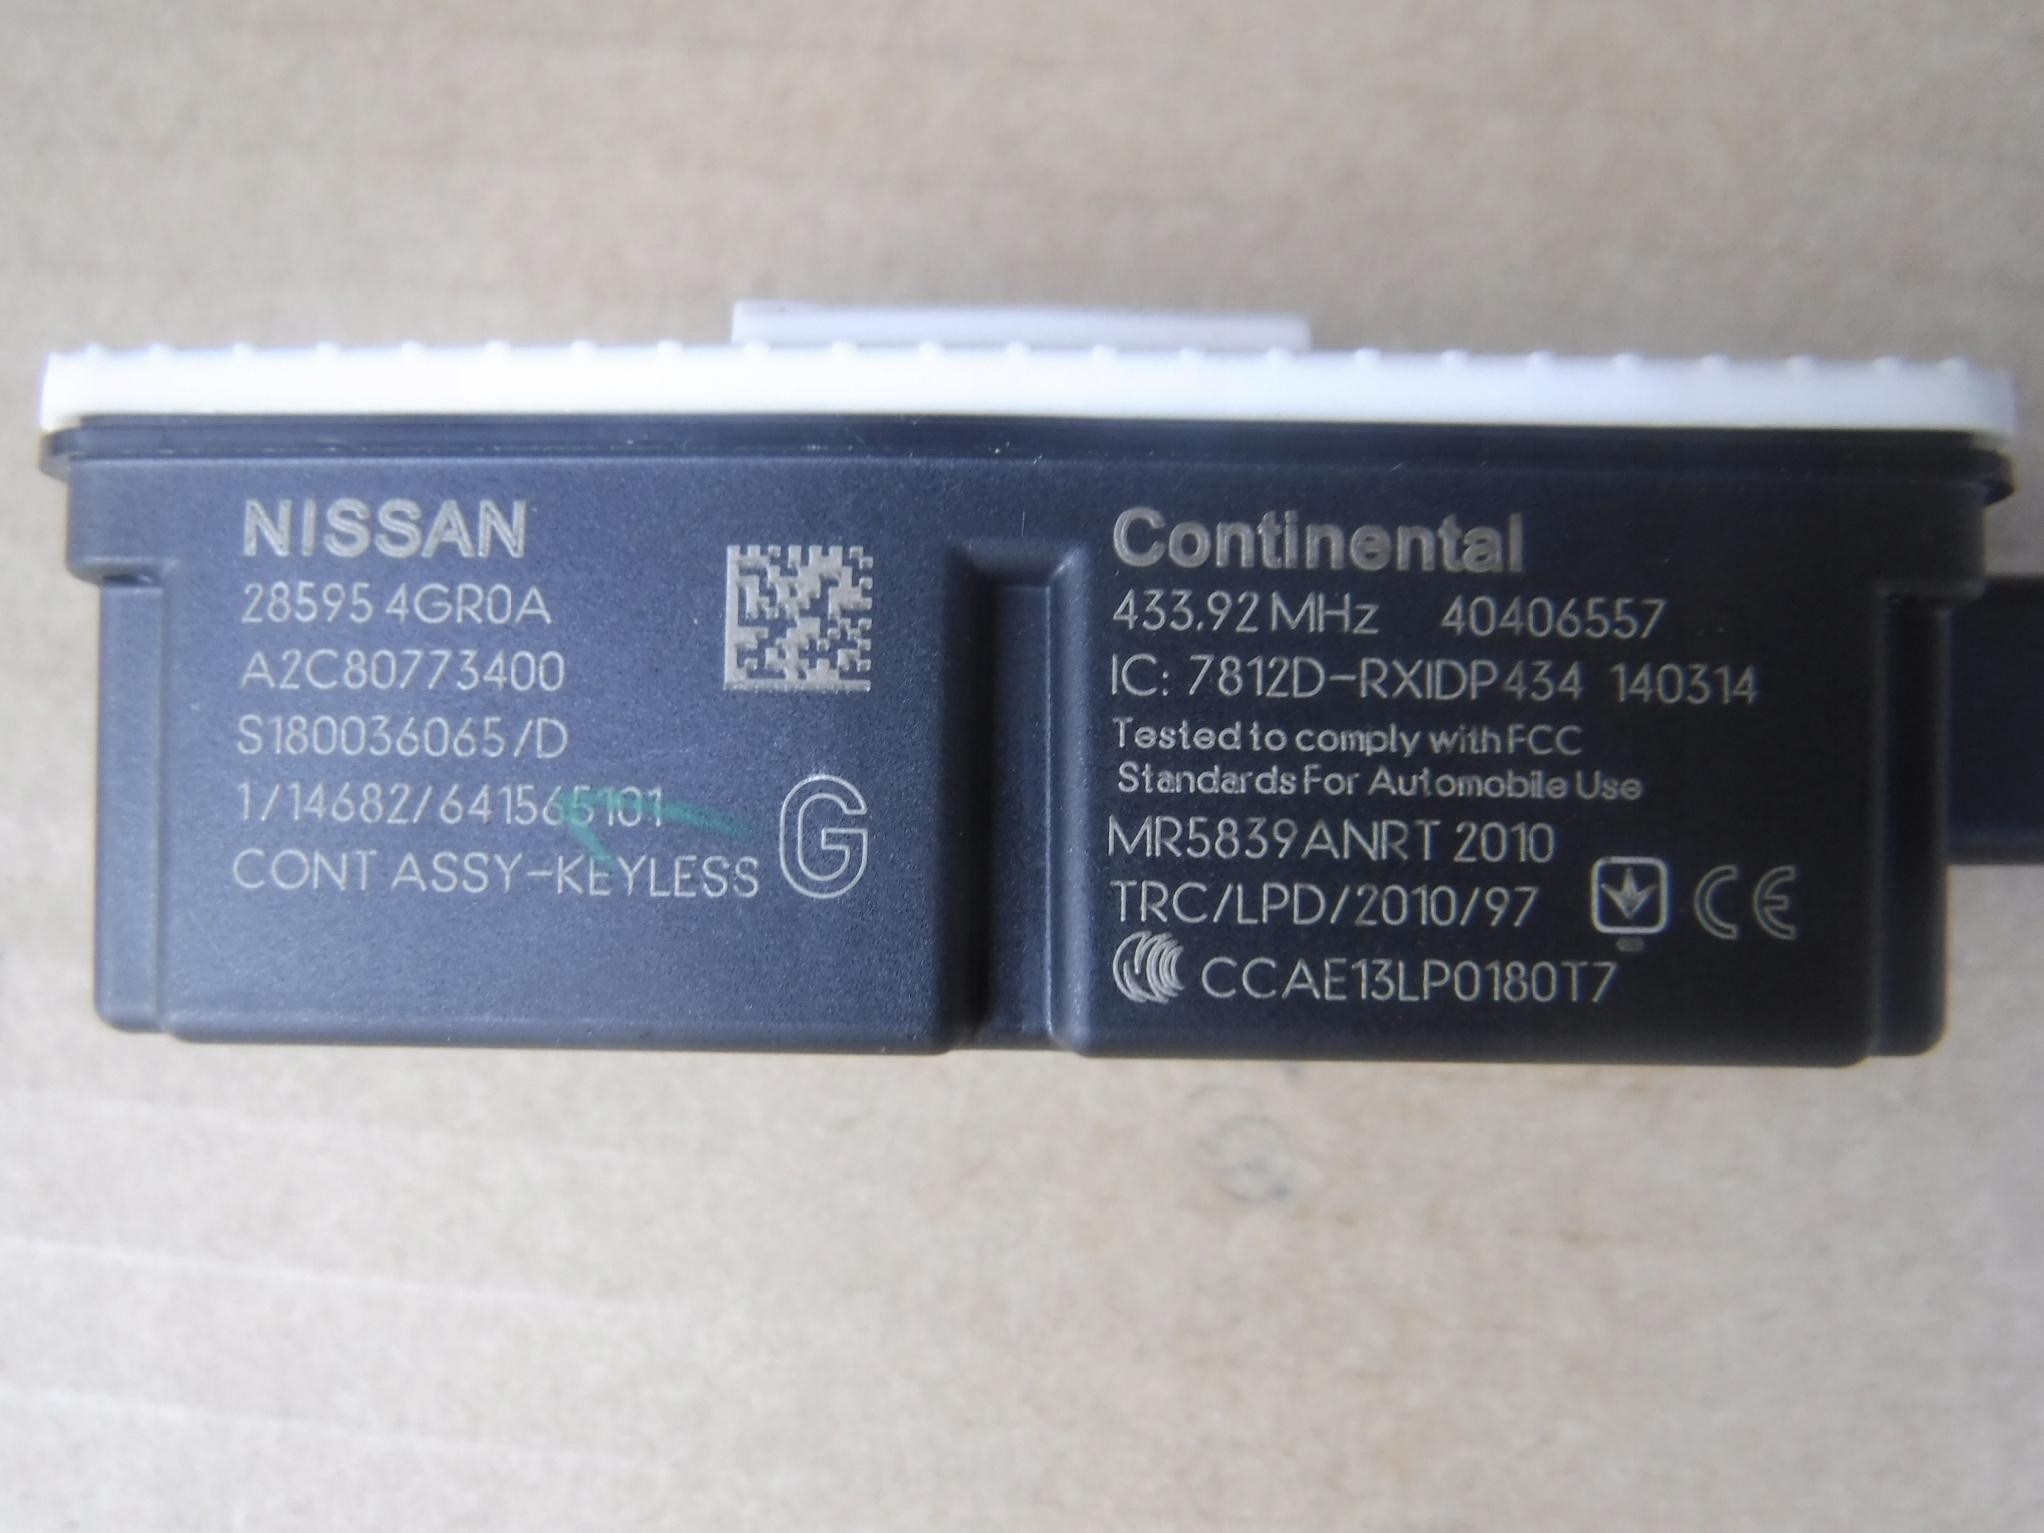 NISSAN
28595 4GR0A
A2C80773400
S180036065/D
1/14682/641565101
CONT ASSY-KEYLESS
G
Continental
433.92 MHz 40406557
IC: 7812D-RXIDP434 140314
Tested to comply with FCC
Standards For Automobile Use
MR5839ANRT 2010
TRC/LPD/2010/97 CE
CCAE13LP0180T7